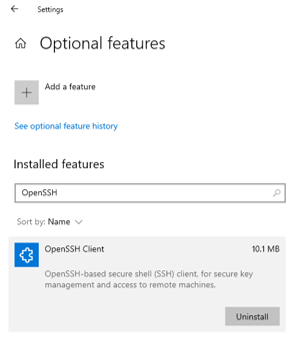 Settings
Optional features
Add a feature
See optional feature history
Installed features
OpenSSH
Sort by: Name
OpenSSH Client 10.1 MB
OpenSSH-based secure shell (SSH) client, for secure key
management and access to remote machines.
Uninstall